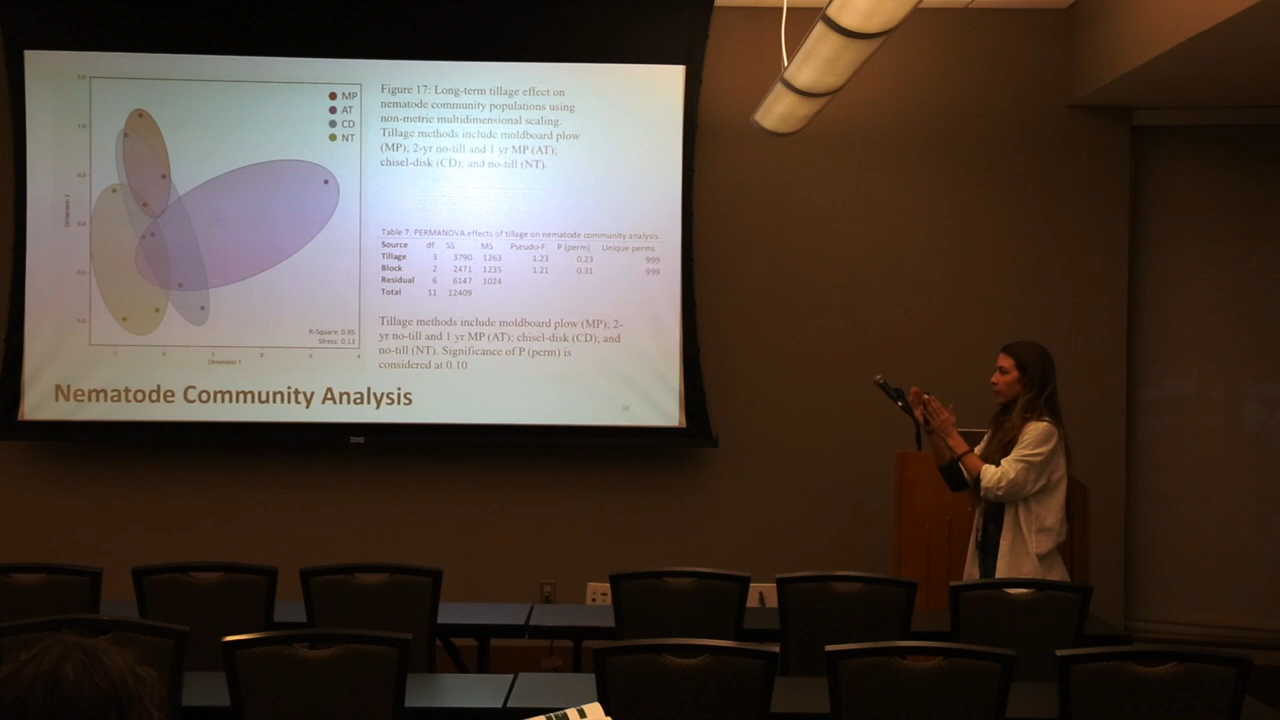 MP
AT
CD
NT
Dimension 2
R-Square: 0.95
Stress: 0.13
Dimension 1
Figure 17: Long-term tillage effect on
nematode community populations using
non-metric multidimensional scaling.
Tillage methods include moldboard plow
(MP); 2-yr no-till and 1 yr MP (AT);
chisel-disk (CD); and no-till (NT).
Table 7: PERMANOVA effects of tillage on nematode community analysis.
Source df SS MS Pseudo-F P (perm) Unique perms
Tillage 3 3790 1263 1.23 0.23 999
Block 2 2471 1235 1.21 0.31 999
Residual 6 6147 1024
Total 11 12409
Tillage methods include moldboard plow (MP); 2-
yr no-till and 1 yr MP (AT); chisel-disk (CD); and
no-till (NT). Significance of P (perm) is
considered at 0.10
Nematode Community Analysis